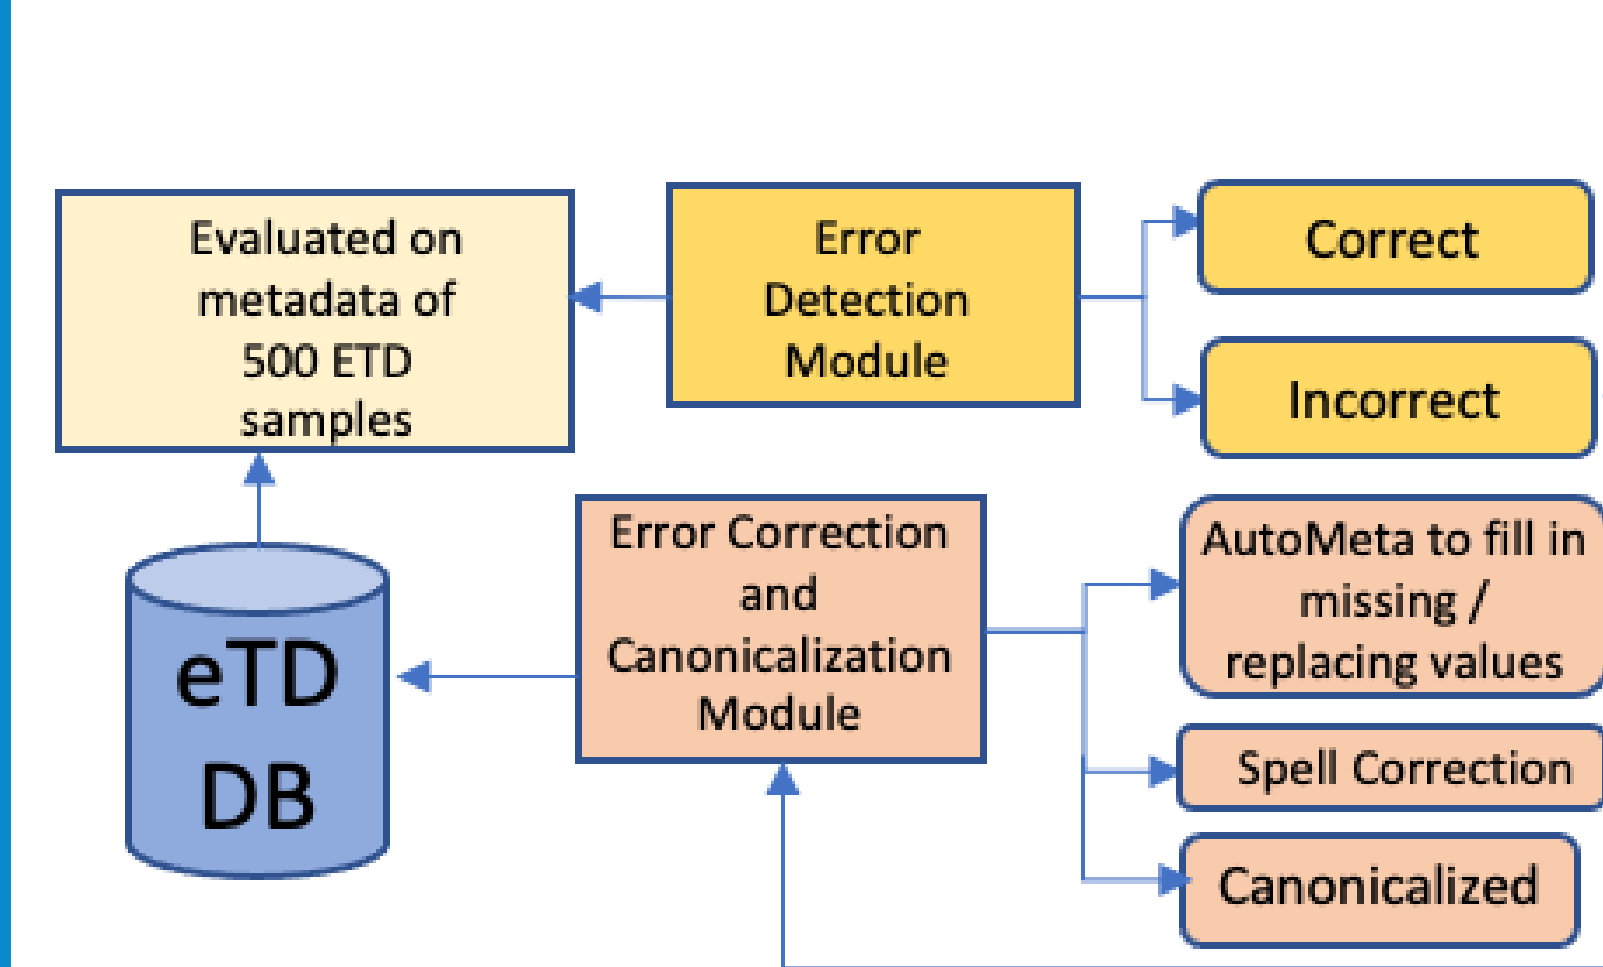 Evaluated on
metadata of
500 ETD
samples
Error
Detection
Module
Correct
Incorrect
eTD
DB
Error Correction
and
Canonicalization
Module
AutoMeta to fill in
missing /
replacing values
Spell Correction
Canonicalized